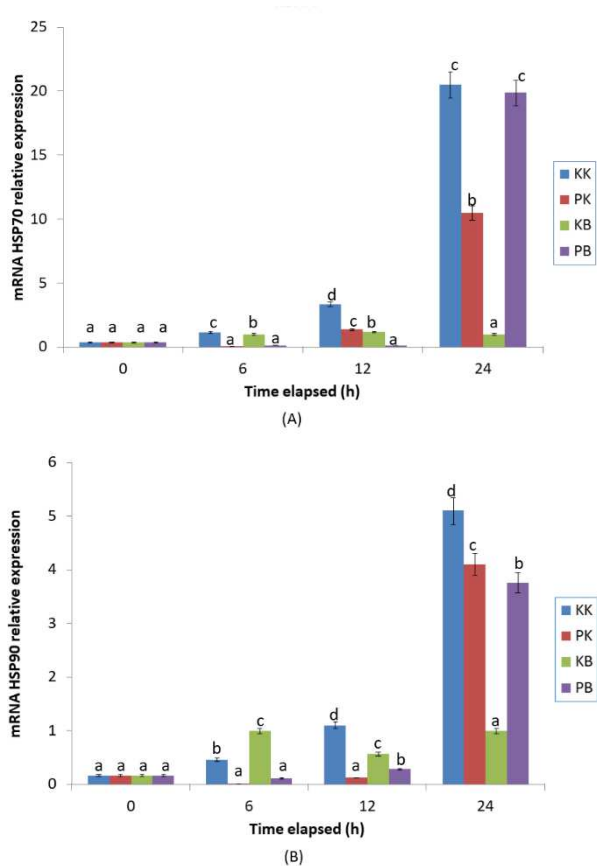 25
20
15
10
5
0
mRNA HSP70 relative expression
a a a a
c a b a
d c c a
c b a c
0 6 12 24
Time elapsed (h)
KK
PK
KB
PB
(A)
6
5
4
3
2
1
0
mRNA HSP90 relative expression
a a a a
b a c a
d a c b
d c a b
0 6 12 24
Time elapsed (h)
KK
PK
KB
PB
(B)